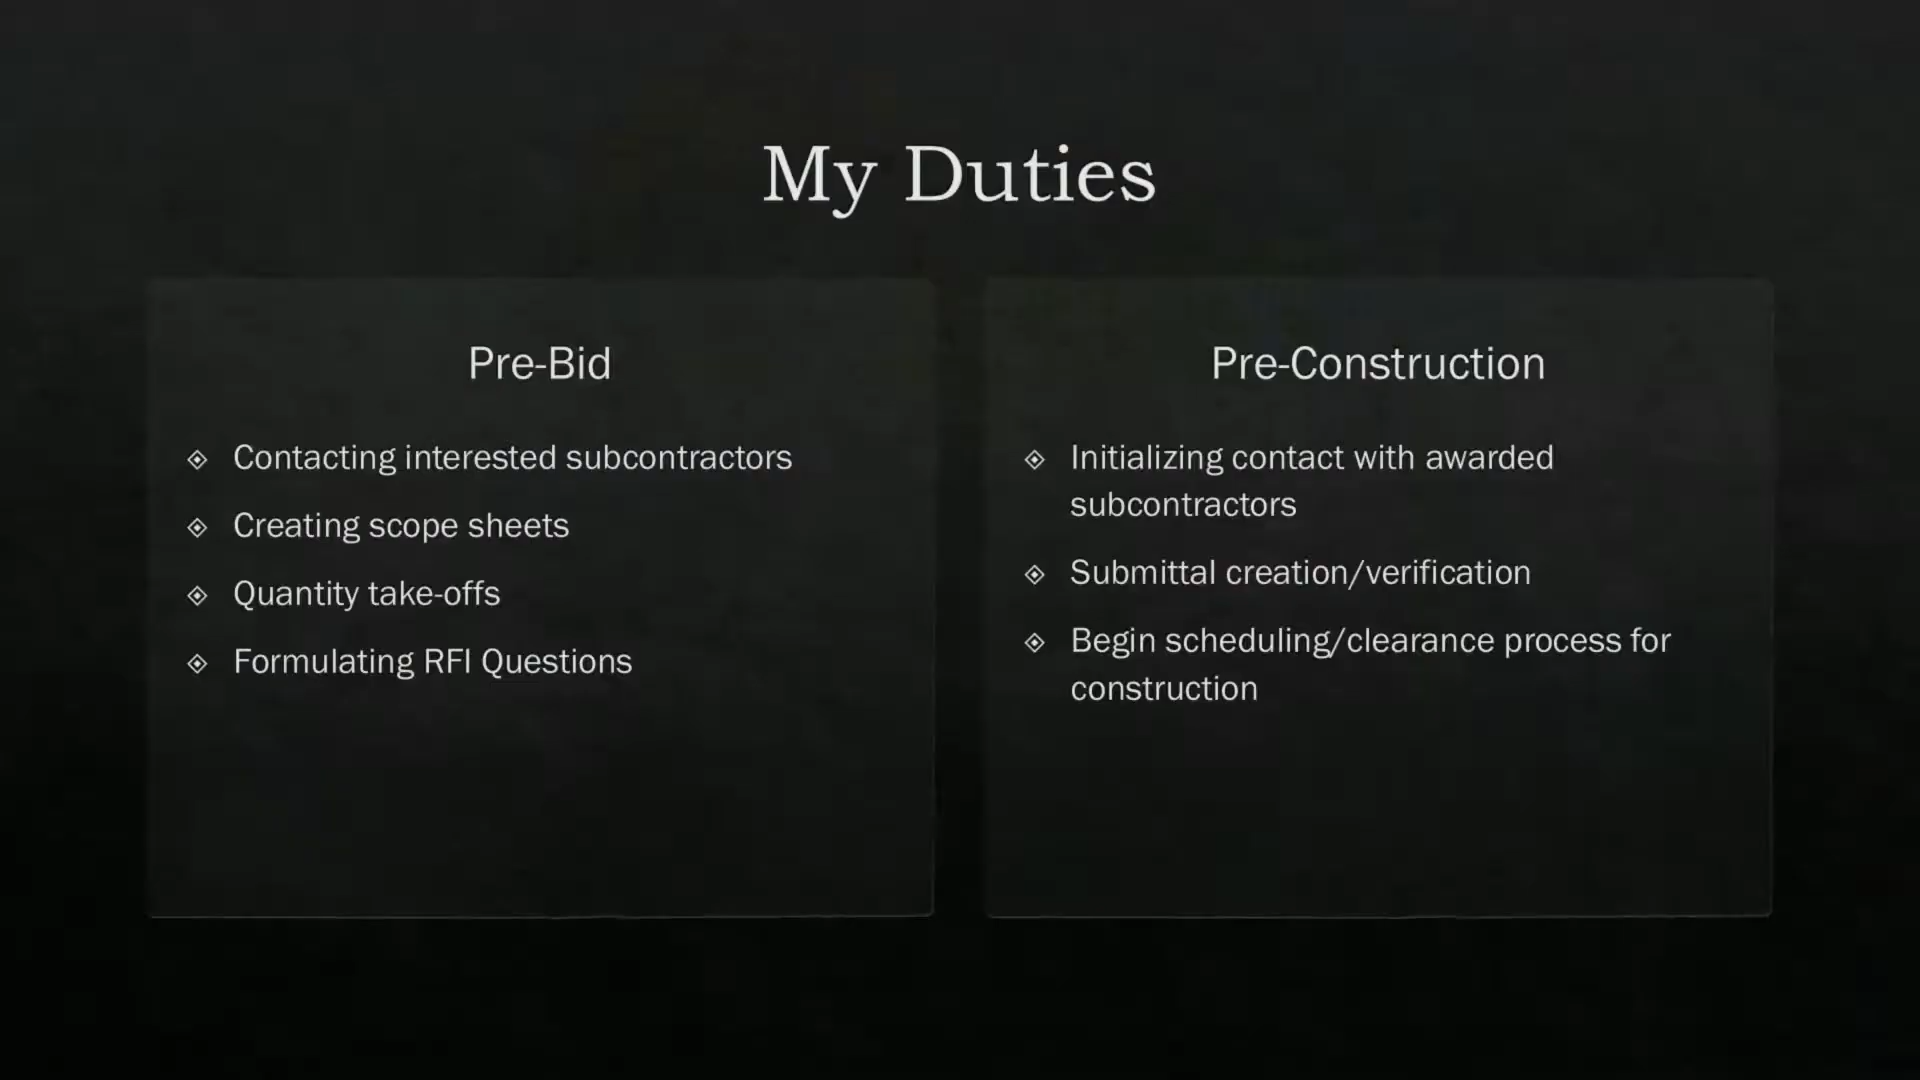 My Duties
Pre-Bid
Contacting interested subcontractors
Creating scope sheets
Quantity take-offs
Formulating RFI Questions
Pre-Construction
Initializing contact with awarded
subcontractors
Submittal creation/verification
Begin scheduling/clearance process for
construction